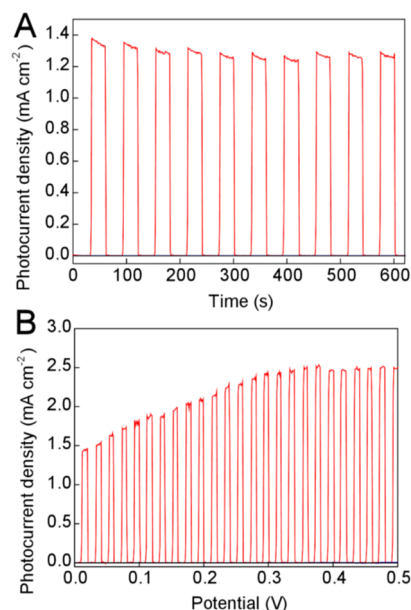 A
Photocurrent density (mA cm-2)
1.4
1.2
1.0
0.8
0.6
0.4
0.2
0.0
0 100 200 300 400 500 600
Time (s)
B
Photocurrent density (mA cm-2)
3.0
2.5
2.0
1.5
1.0
0.5
0.0
0.0 0.1 0.2 0.3 0.4 0.5
Potential (V)